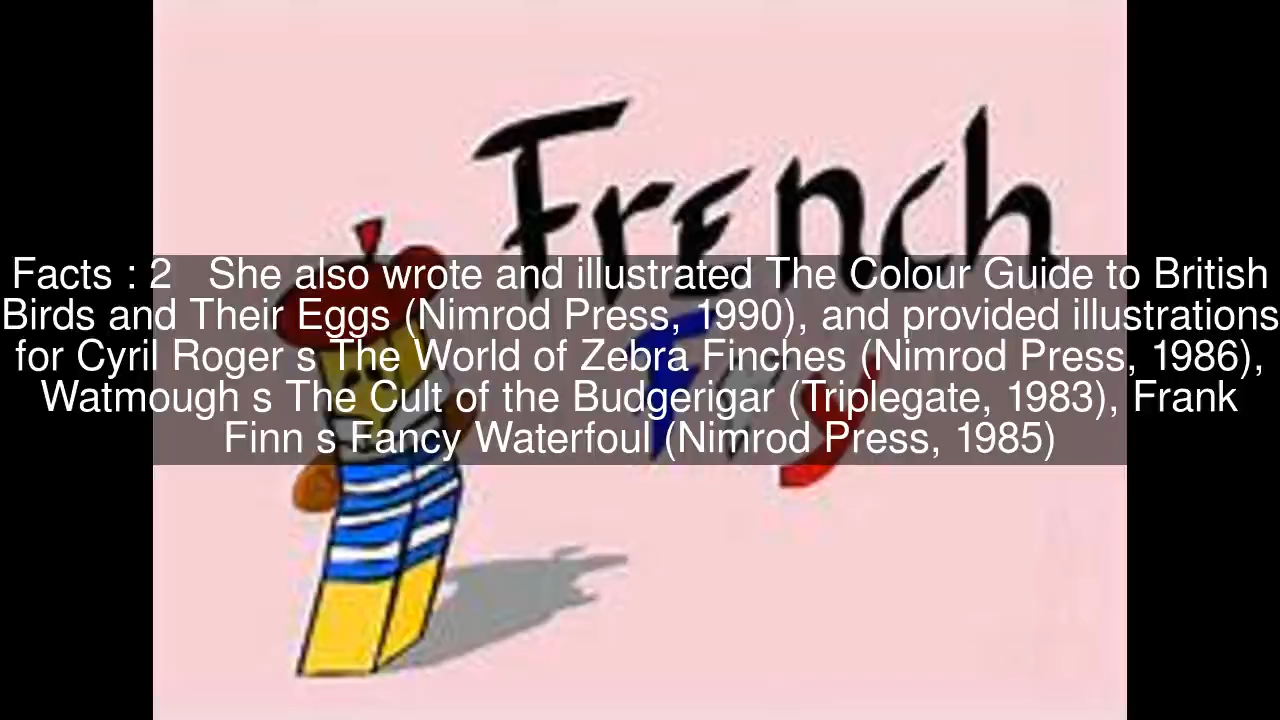 French
Facts : 2 She also wrote and illustrated The Colour Guide to British
Birds and Their Eggs (Nimrod Press, 1990), and provided illustrations
for Cyril Roger s The World of Zebra Finches (Nimrod Press, 1986),
Watmough s The Cult of the Budgerigar (Triplegate, 1983), Frank
Finn s Fancy Waterfoul (Nimrod Press, 1985)